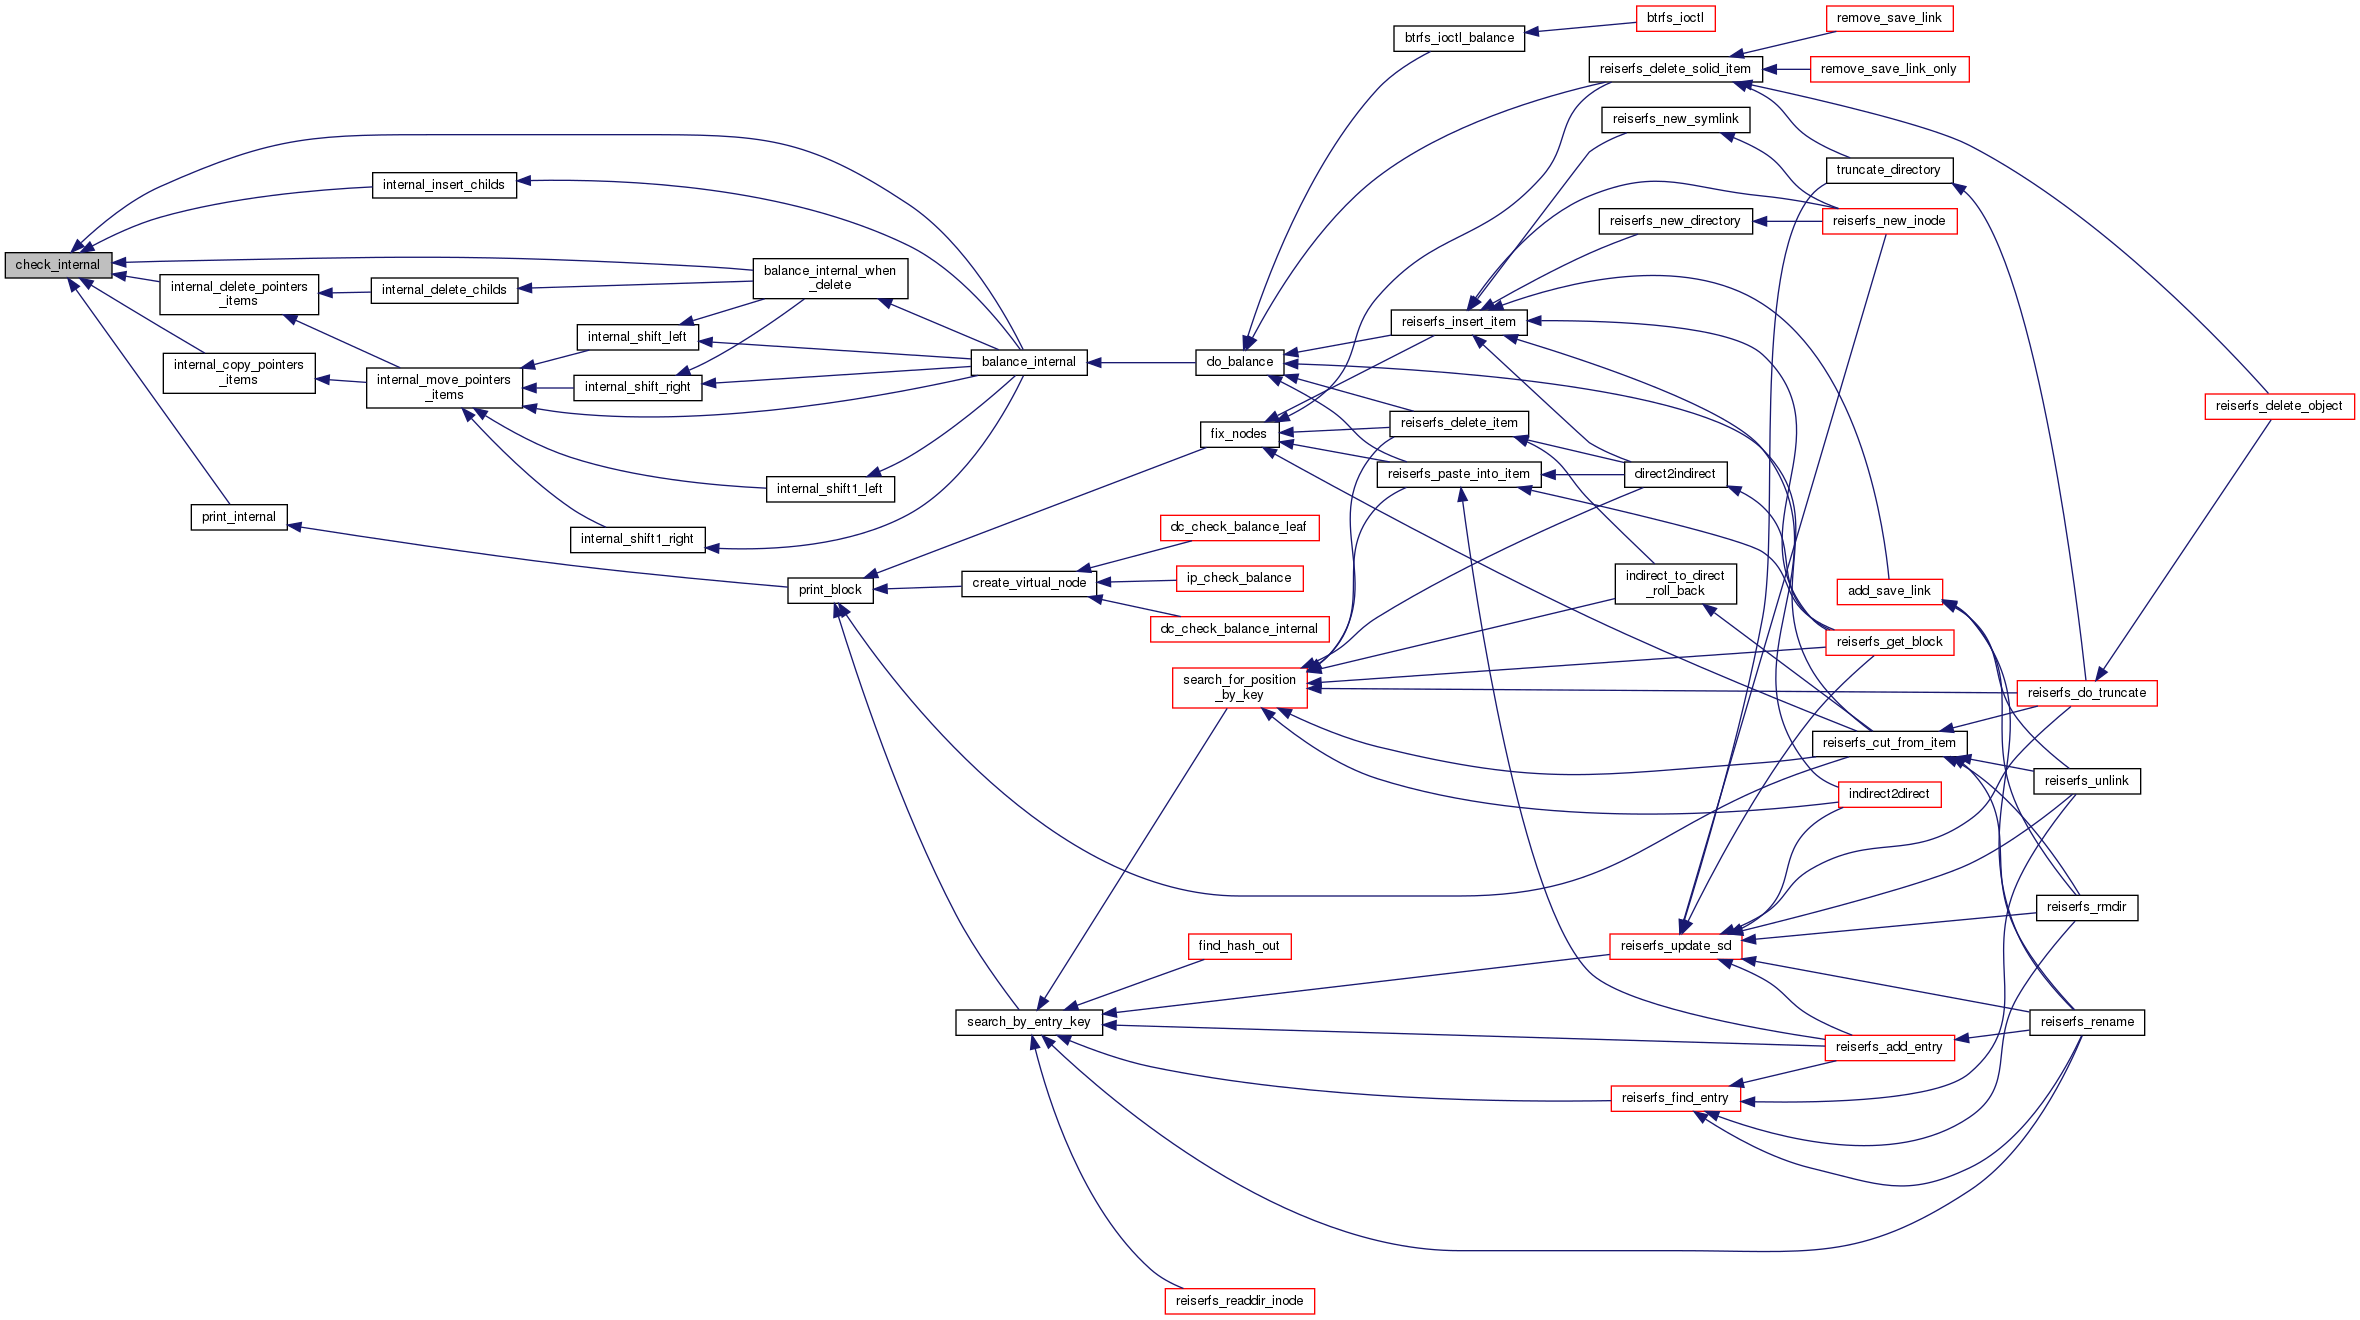 check_internal
internal_insert_childs
internal_delete_pointers
_items
internal_delete_childs
internal_copy_pointers
_items
internal_move_pointers
_items
print_internal
internal_shift_left
internal_shift_right
internal_shift1_left
internal_shift1_right
balance_internal_when
_delete
balance_internal
print_block
create_virtual_node
search_by_entry_key
do_balance
fix_nodes
dc_check_balance_leaf
ip_check_balance
dc_check_balance_internal
search_for_position
_by_key
find_hash_out
reiserfs_readdir_inode
btrfs_ioctl_balance
reiserfs_insert_item
reiserfs_delete_item
reiserfs_paste_into_item
btrfs_ioctl
reiserfs_delete_solid_item
reiserfs_new_symlink
reiserfs_new_directory
direct2indirect
indirect_to_direct
_roll_back
reiserfs_update_sd
reiserfs_find_entry
remove_save_link
remove_save_link_only
truncate_directory
reiserfs_new_inode
add_save_link
reiserfs_get_block
reiserfs_cut_from_item
indirect2direct
reiserfs_add_entry
reiserfs_do_truncate
reiserfs_unlink
reiserfs_rmdir
reiserfs_rename
reiserfs_delete_object